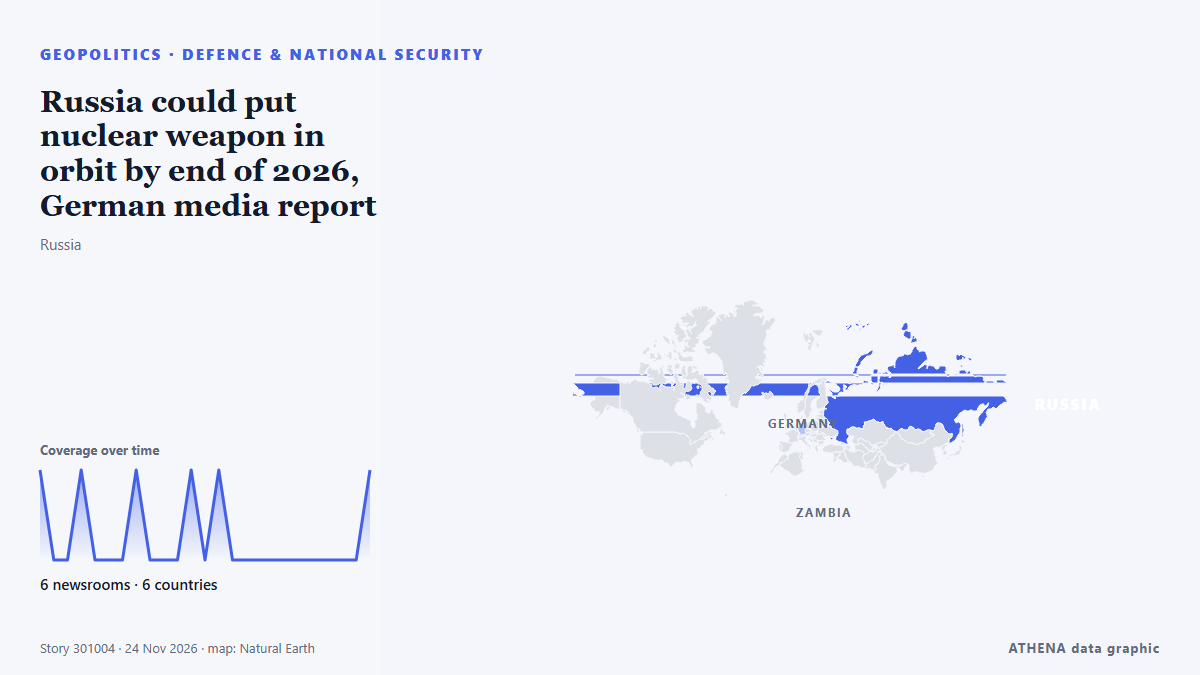 GEOPOLITICS · DEFENCE & NATIONAL SECURITY
Russia could put
nuclear weapon in
orbit by end of 2026,
German media report
Russia
RUSSIA
GERMANY
ZAMBIA
Coverage over time
6 newsrooms · 6 countries
Story 301004 · 24 Nov 2026 · map: Natural Earth
ATHENA data graphic